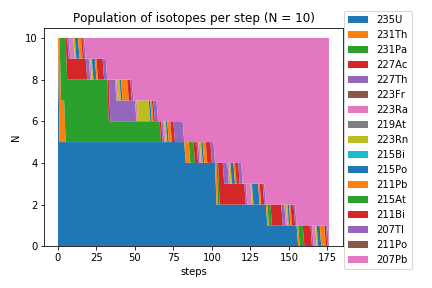 Population of isotopes per step (N = 10)
N
10
8
6
4
2
0
0 25 50 75 100 125 150 175
steps
235U
231Th
231Pa
227Ac
227Th
223Fr
223Ra
219At
223Rn
215Bi
215Po
211Pb
215At
211Bi
207Tl
211Po
207Pb